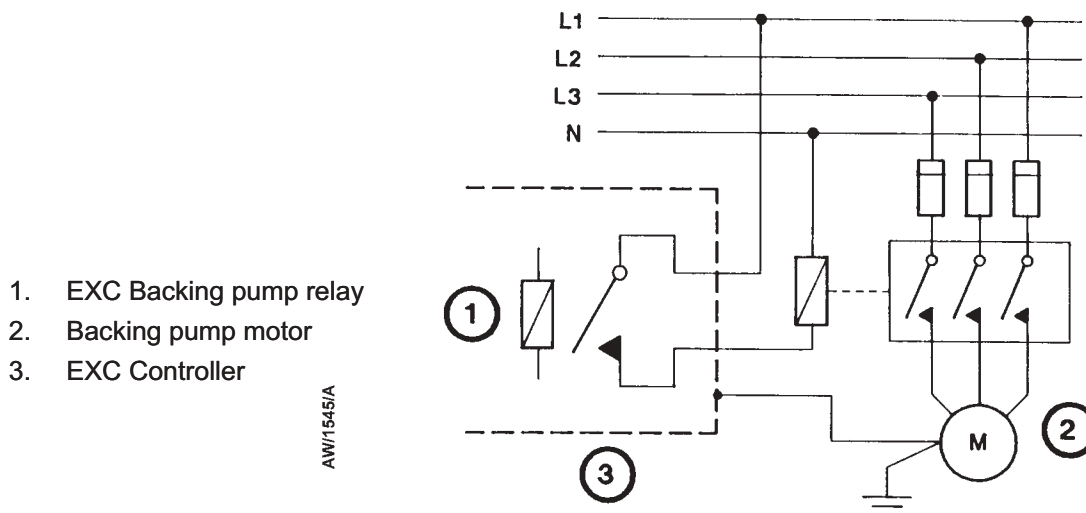 L1
L2
L3
N
1. EXC Backing pump relay
2. Backing pump motor
3. EXC Controller
AW/1545/A
1
2
3
M